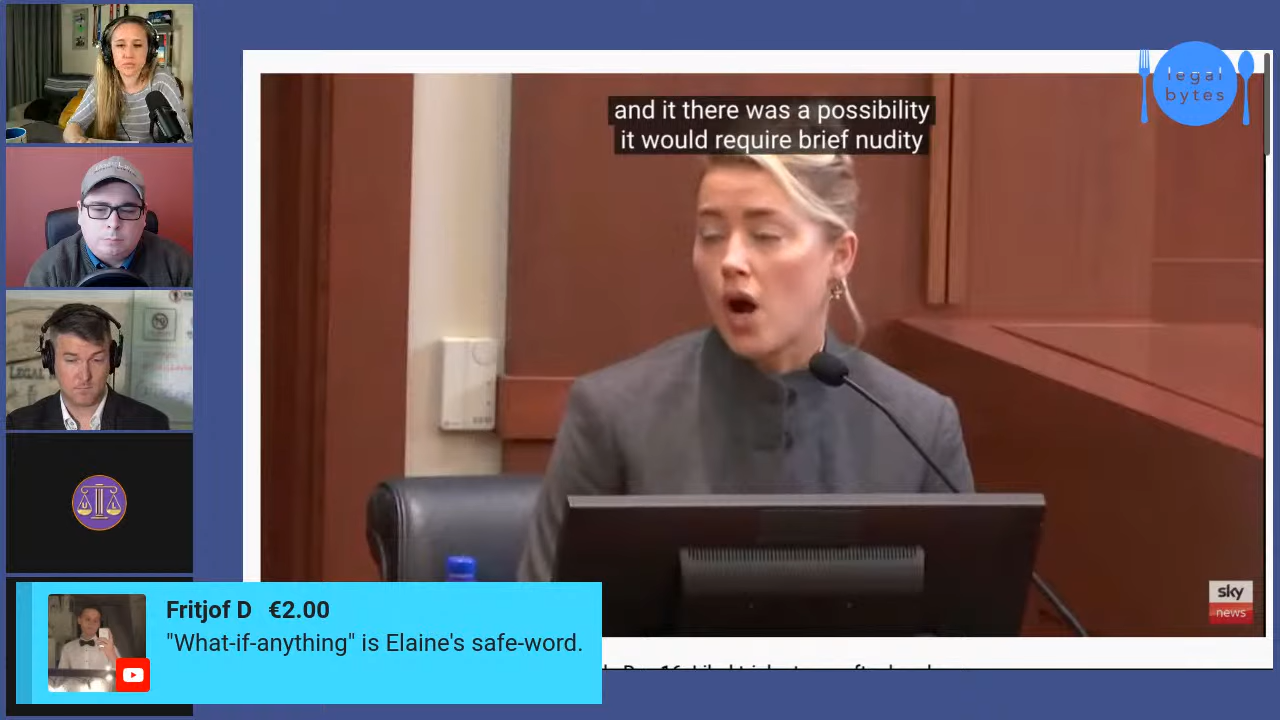 and it there was a possibility
it would require brief nudity
legal
bytes
sky
news
Fritjof D €2.00
"What-if-anything" is Elaine's safe-word.